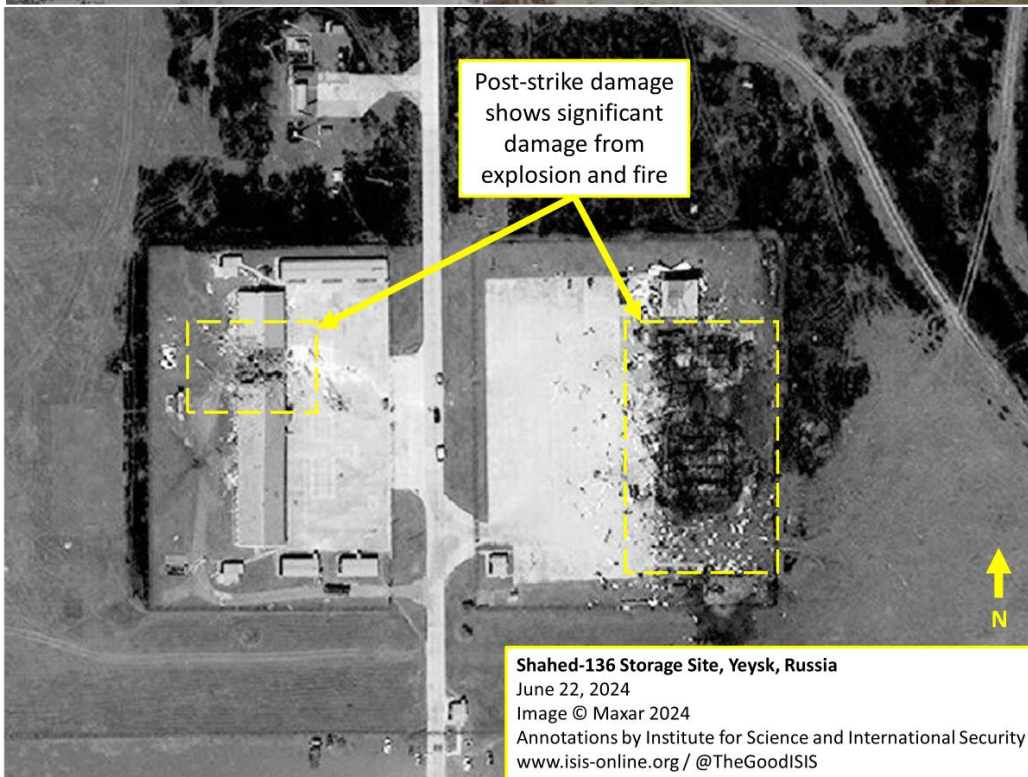 Post-strike damage
shows significant
damage from
explosion and fire
N
Shahed-136 Storage Site, Yeysk, Russia
June 22, 2024
Image © Maxar 2024
Annotations by Institute for Science and International Security
www.isis-online.org / @TheGoodISIS